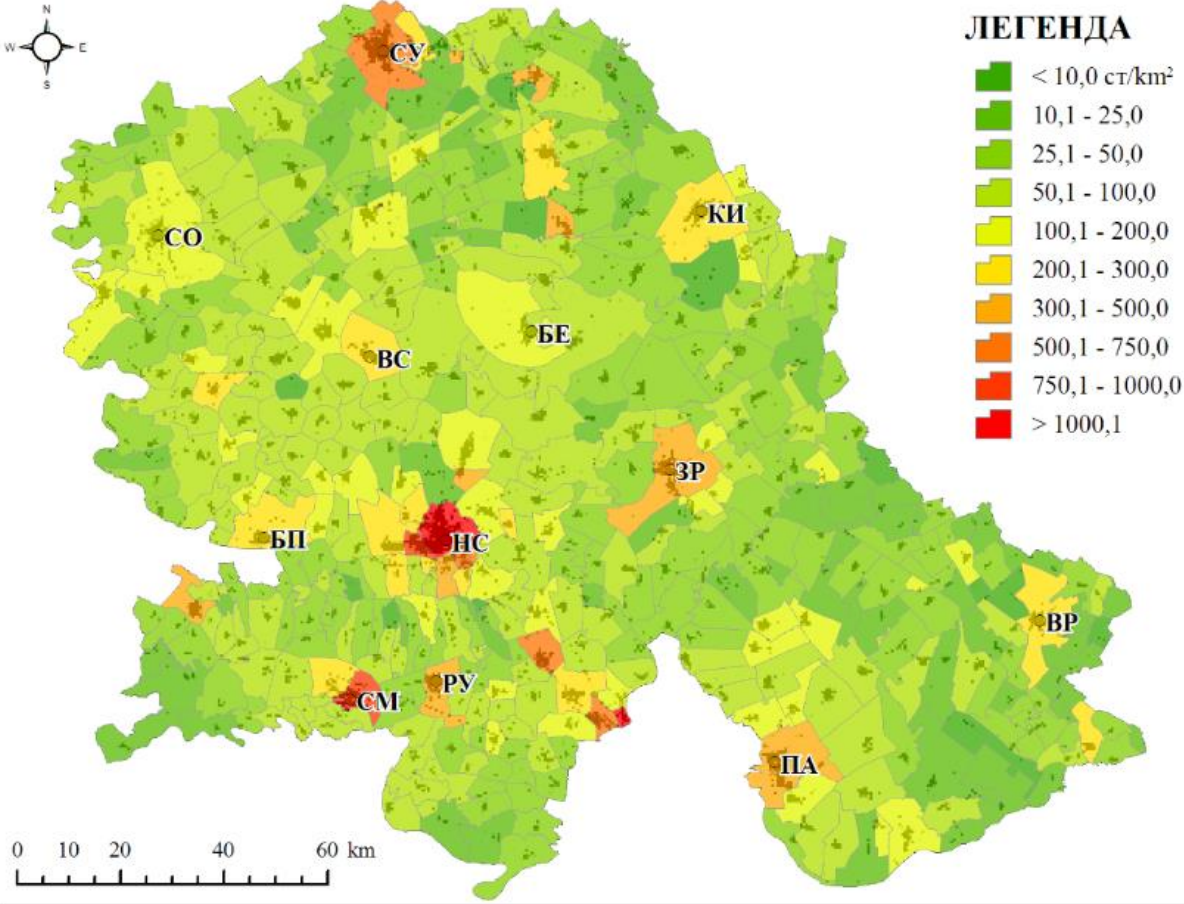 N
W E
S
ЛЕГЕНДА
< 10,0 ст/km²
10,1 - 25,0
25,1 - 50,0
50,1 - 100,0
100,1 - 200,0
200,1 - 300,0
300,1 - 500,0
500,1 - 750,0
750,1 - 1000,0
> 1000,1
СУ
КИ
СО
БЕ
ВС
ЗР
БП
НС
ВР
РУ
СМ
ПА
0 10 20 40 60 km